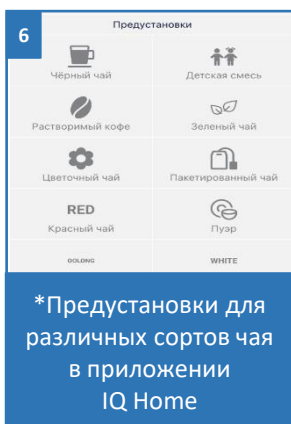 6
Предустановки
Чёрный чай
Детская смесь
Растворимый кофе
Зеленый чай
Цветочный чай
Пакетированный чай
RED
Красный чай
Пуэр
OOLONG
WHITE
*Предустановки для
различных сортов чая
в приложении
IQ Home